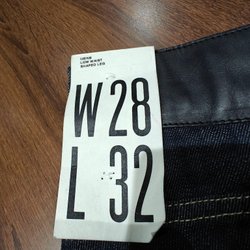 DENIM
LOW WAIST
SHAPED LEG
W 28
L 32